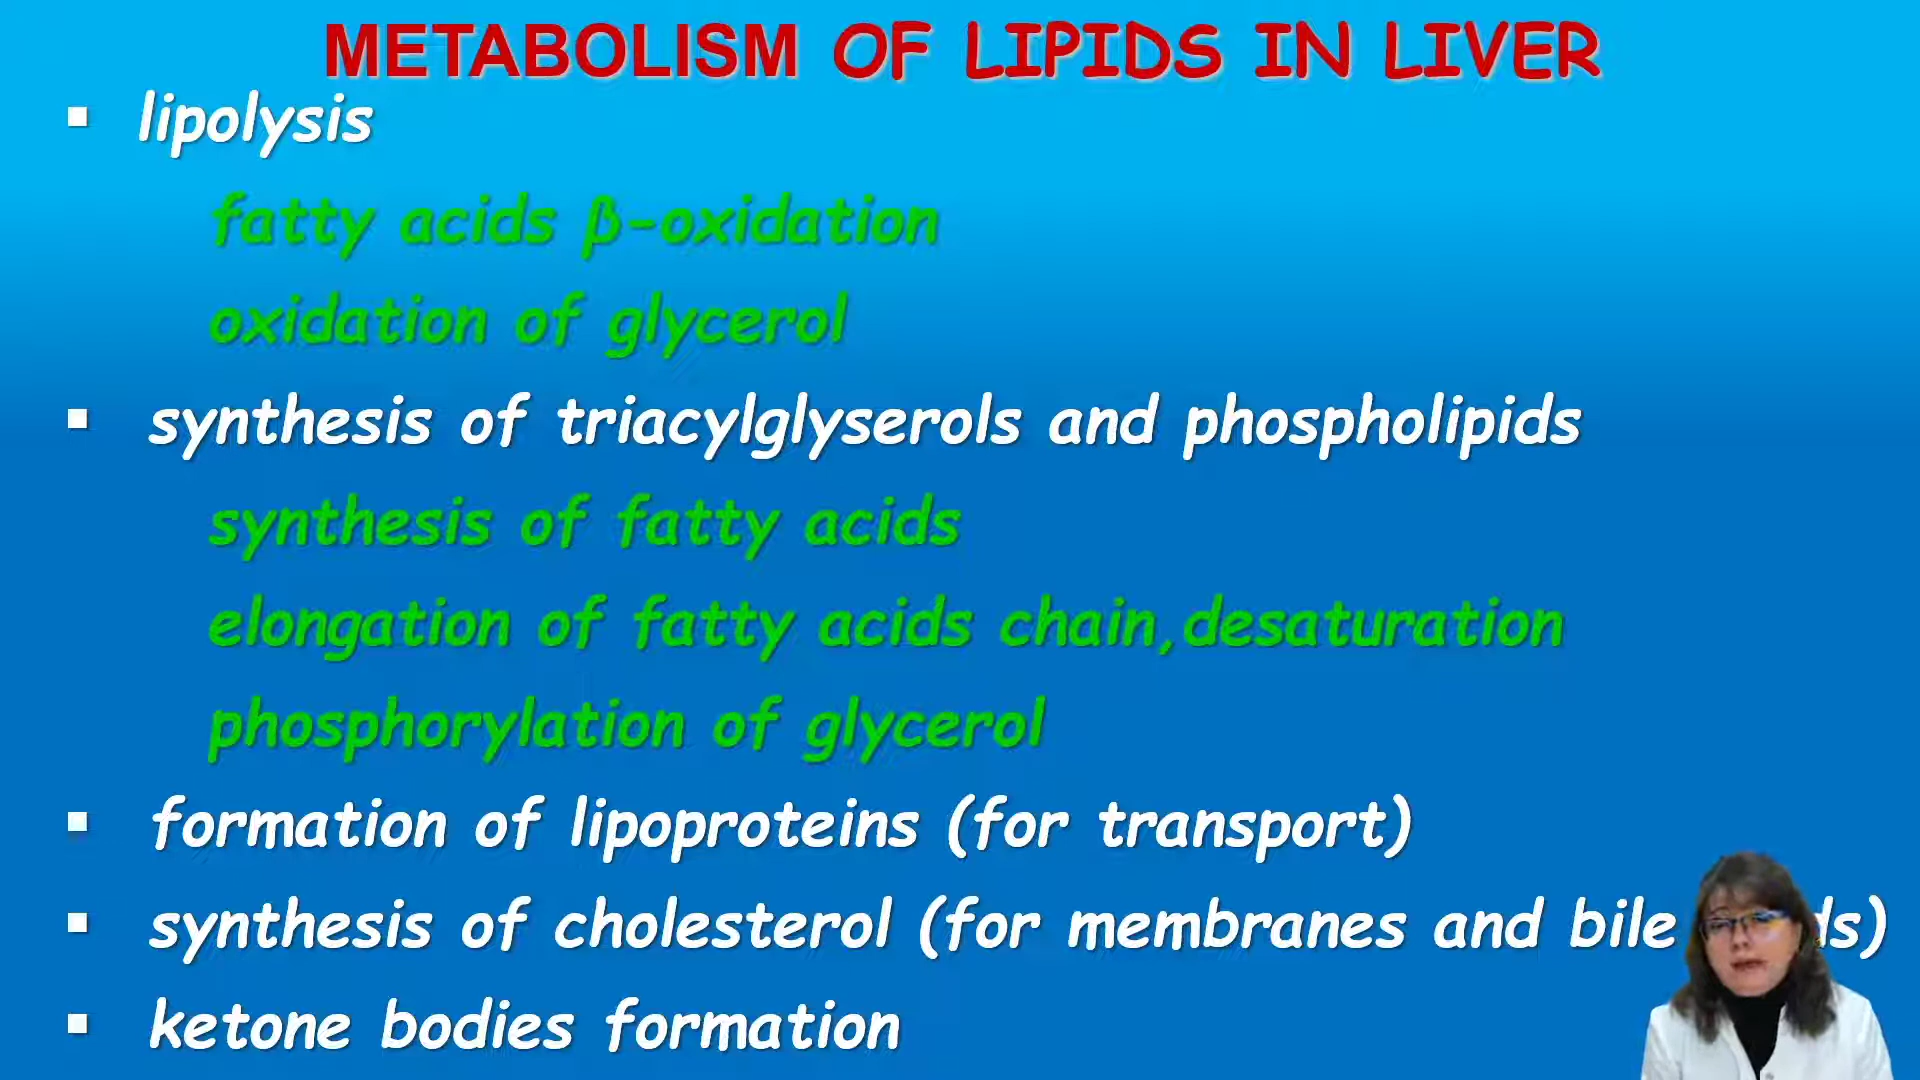 METABOLISM OF LIPIDS IN LIVER
▪ lipolysis
fatty acids β-oxidation
oxidation of glycerol
▪ synthesis of triacylglyserols and phospholipids
synthesis of fatty acids
elongation of fatty acids chain,desaturation
phosphorylation of glycerol
▪ formation of lipoproteins (for transport)
▪ synthesis of cholesterol (for membranes and bile
▪ ketone bodies formation